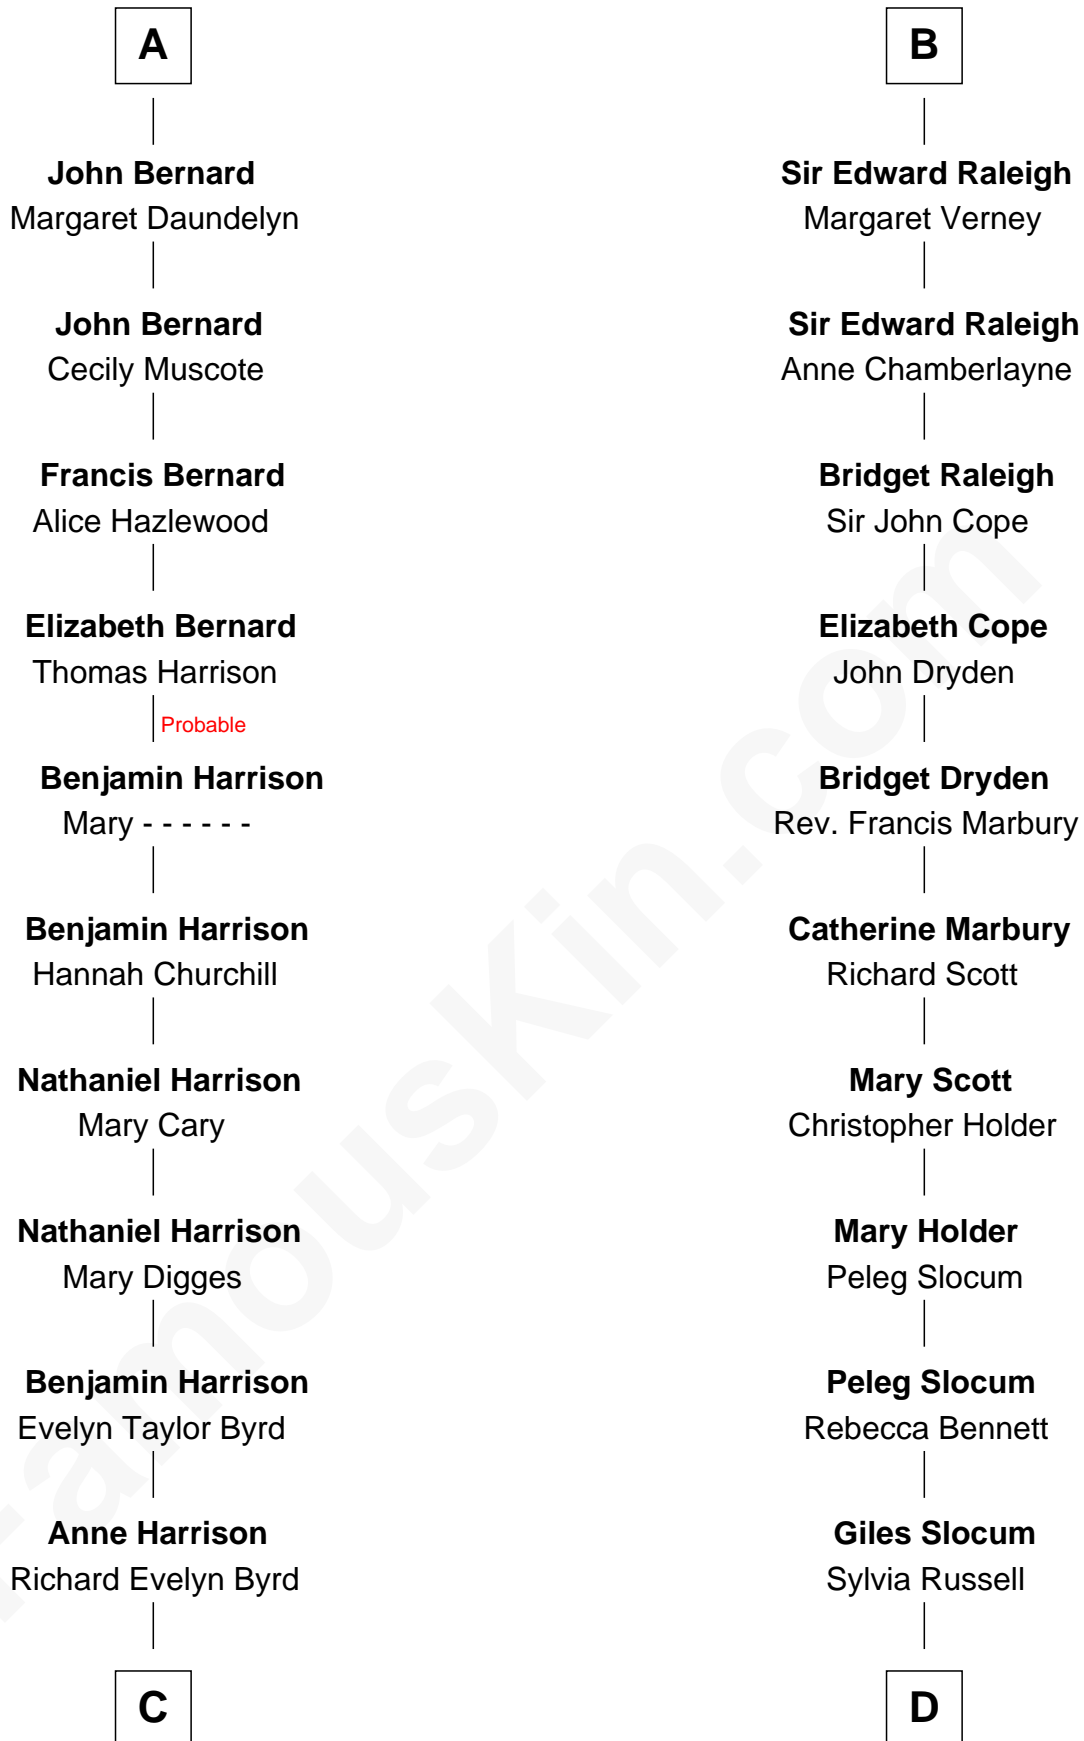 A
John Bernard
Margaret Daundelyn
John Bernard
Cecily Muscote
Francis Bernard
Alice Hazlewood
Elizabeth Bernard
Thomas Harrison
Probable
Benjamin Harrison
Mary - - - - - -
Benjamin Harrison
Hannah Churchill
Nathaniel Harrison
Mary Cary
Nathaniel Harrison
Mary Digges
Benjamin Harrison
Evelyn Taylor Byrd
Anne Harrison
Richard Evelyn Byrd
C
B
Sir Edward Raleigh
Margaret Verney
Sir Edward Raleigh
Anne Chamberlayne
Bridget Raleigh
Sir John Cope
Elizabeth Cope
John Dryden
Bridget Dryden
Rev. Francis Marbury
Catherine Marbury
Richard Scott
Mary Scott
Christopher Holder
Mary Holder
Peleg Slocum
Peleg Slocum
Rebecca Bennett
Giles Slocum
Sylvia Russell
D
FamousKin.com